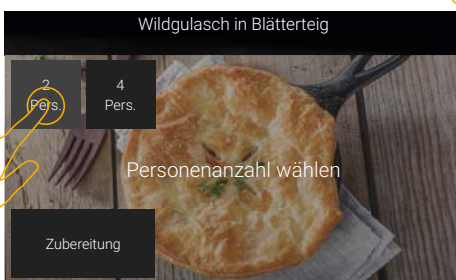 Wildgulasch in Blätterteig
2
Pers.
4
Pers.
Personenanzahl wählen
Zubereitung